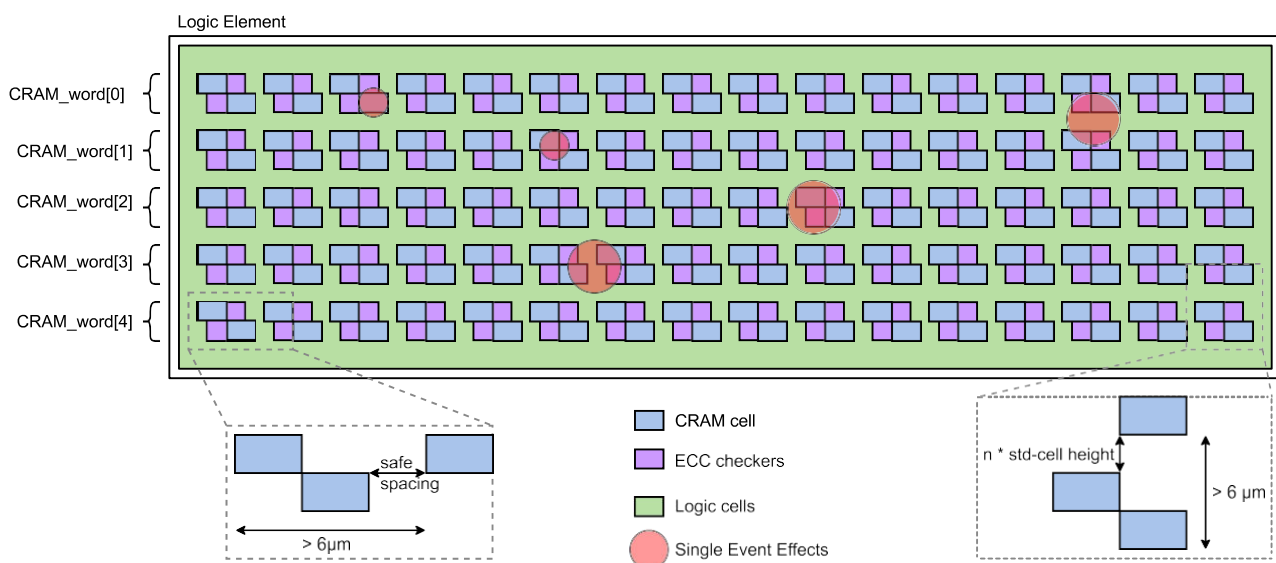 Logic Element
CRAM_word[0]
CRAM_word[1]
CRAM_word[2]
CRAM_word[3]
CRAM_word[4]
safe
spacing
> 6μm
CRAM cell
ECC checkers
Logic cells
Single Event Effects
n * std-cell height
> 6 μm